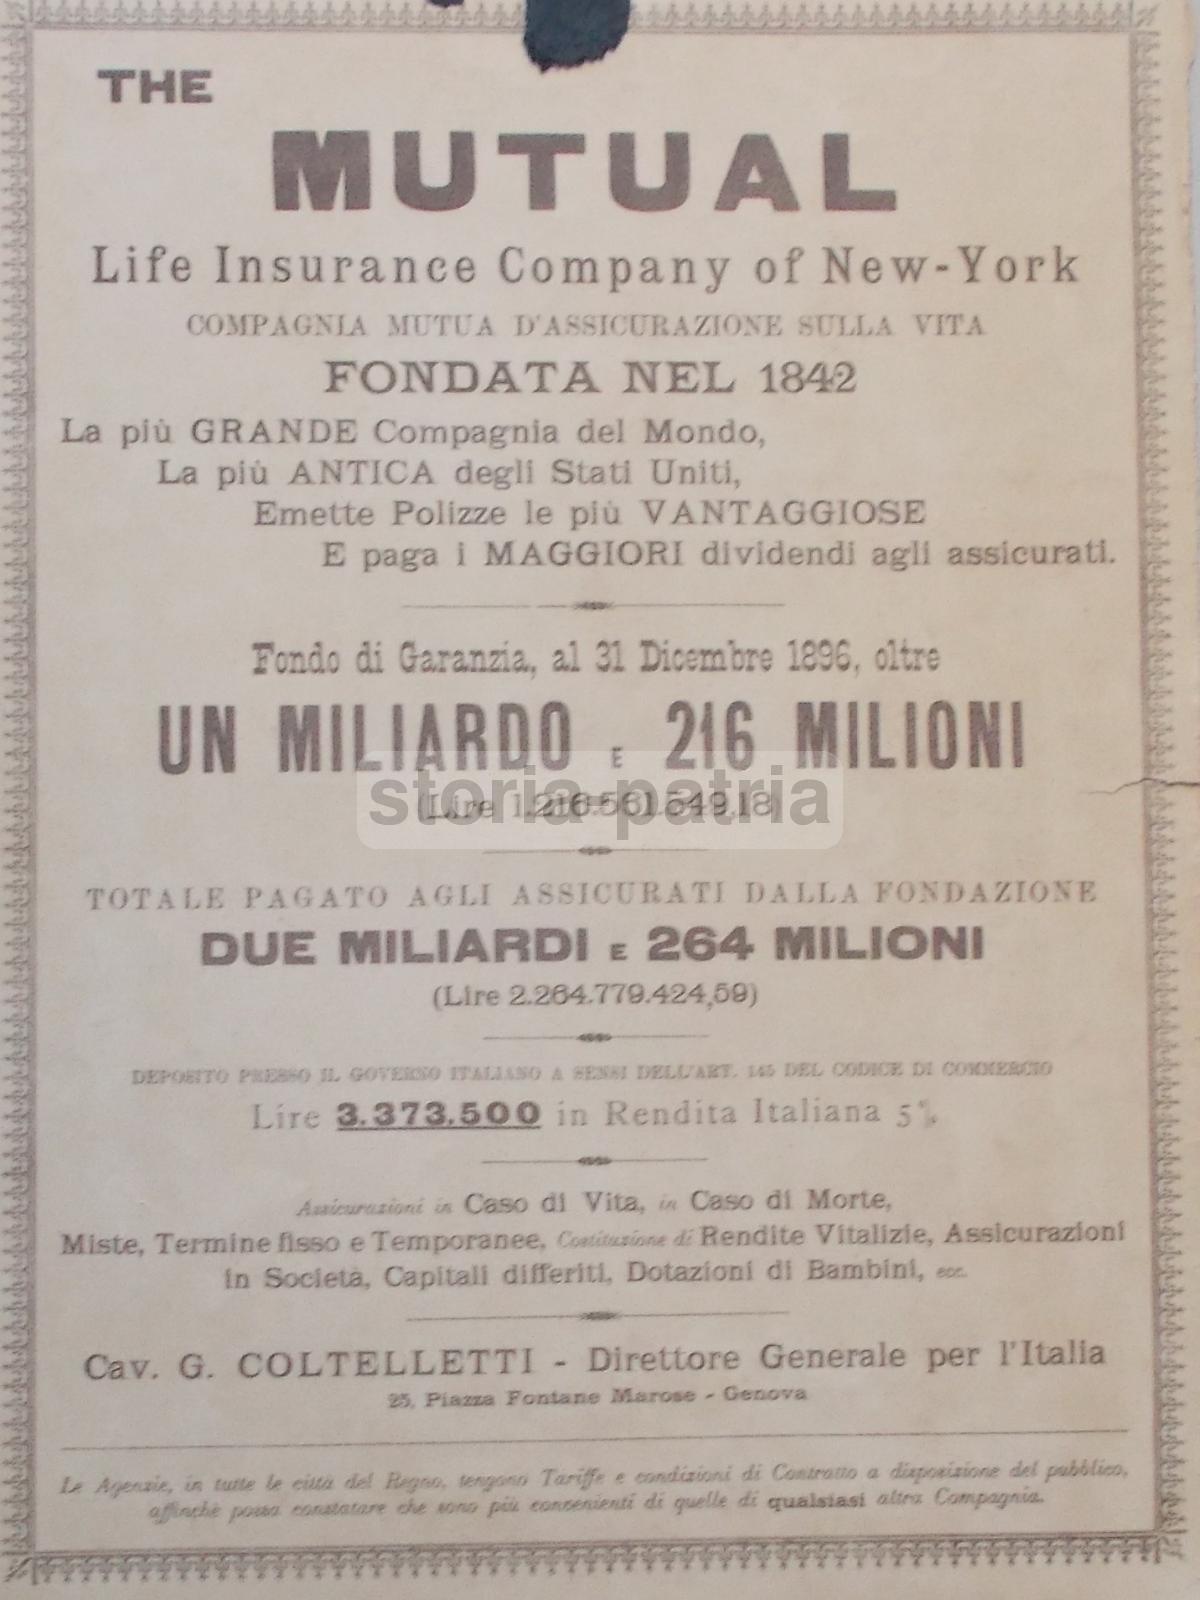 THE
MUTUAL
Life Insurance Company of New-York
COMPAGNIA MUTUA D'ASSICURAZIONE SULLA VITA
FONDATA NEL 1842
La più GRANDE Compagnia del Mondo,
La più ANTICA degli Stati Uniti,
Emette Polizze le più VANTAGGIOSE
E paga i MAGGIORI dividendi agli assicurati.
Fondo di Garanzia, al 31 Dicembre 1896, oltre
UN MILIARDO E 216 MILIONI
storia patria
(Lire
TOTALE PAGATO AGLI ASSICURATI DALLA FONDAZIONE
DUE MILIARDI E 264 MILIONI
(Lire 2.264.779.424,59)
DEPOSITO PRESSO IL GOVERNO ITALIANO A SENSI DELL'ART. 145 DEL CODICE DI COMMERCIO
Lire 3.373.500 in Rendita Italiana 5%
Assicurazioni in Caso di Vita, in Caso di Morte,
Miste, Termine fisso e Temporanee, Costituzione di Rendite Vitalizie, Assicurazioni
in Società, Capitali differiti, Dotazioni di Bambini, ecc.
Cav. G. COLTELLETTI - Direttore Generale per l'Italia
25, Piazza Fontane Marose - Genova
Le Agenzie, in tutte le città del Regno, tengono Tariffe e condizioni di Contratto a disposizione del pubblico,
affinchè possa constatare che sono più convenienti di quelle di qualsiasi altra Compagnia.